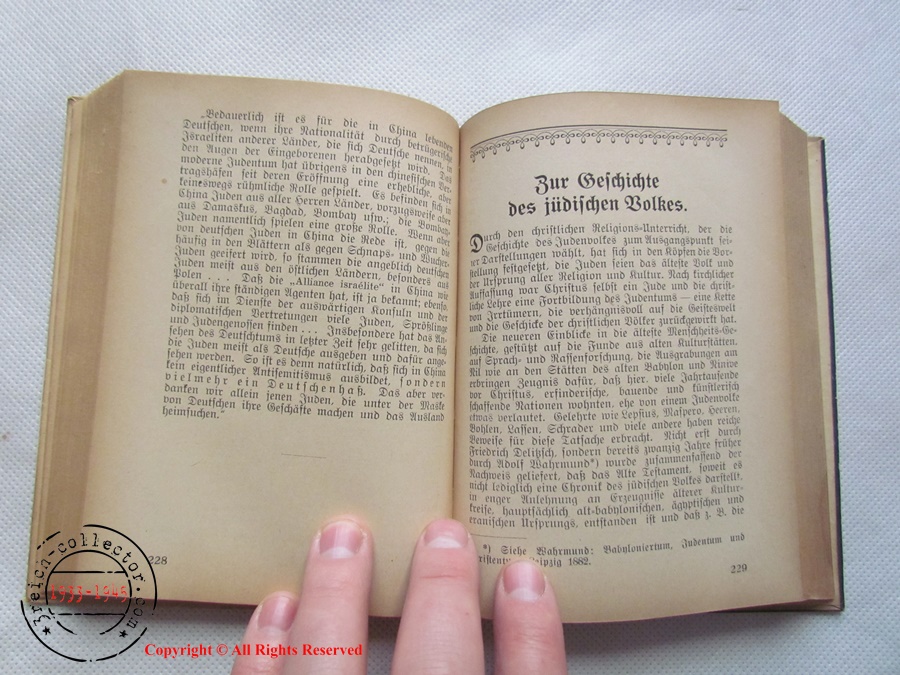 „Bedauerlich ist es für die in China lebenden
Deutschen, wenn ihre Nationalität durch betrügerische
Israeliten anderer Länder, die sich Deutsche nennen, in
den Augen der Eingeborenen herabgesetzt wird. Das
moderne Judentum hat übrigens in den chinesischen Ver-
tragshäfen seit deren Eröffnung eine erhebliche, aber
keineswegs rühmliche Rolle gespielt. Es befinden sich in
China Juden aus aller Herren Länder, vorzugsweise aber
aus Damaskus, Bagdad, Bombay usw.; die Bombay-
Juden namentlich spielen eine große Rolle. Wenn aber
von deutschen Juden in China die Rede ist, gegen die
häufig in den Blättern als gegen Schnaps- und Wucher-
Juden geeifert wird, so stammen die angeblich deutschen
Juden meist aus den östlichen Ländern, besonders aus
Polen . . . Daß die „Alliance israélite“ in China wie
überall ihre ständigen Agenten hat, ist ja bekannt; ebenso,
daß sich im Dienste der auswärtigen Konsuln und der
diplomatischen Vertretungen viele Juden, Sprößlinge
und Judengenossen finden . . . Insbesondere hat das An-
sehen des Deutschtums in letzter Zeit sehr gelitten, da sich
die Juden meist als Deutsche ausgeben und dafür ange-
sehen werden. So ist es denn natürlich, daß sich in China
kein eigentlicher Antisemitismus ausbildet, sondern
vielmehr ein Deutschenhaß. Das aber ver-
danken wir allein jenen Juden, die unter der Maske
von Deutschen ihre Geschäfte machen und das Ausland
heimsuchen.“
228
Zur Geschichte
des jüdischen Volkes.
Durch den christlichen Religions-Unterricht, der die
Geschichte des Judenvolkes zum Ausgangspunkt sei-
ner Darstellungen wählt, hat sich in den Köpfen die Vor-
stellung festgesetzt, die Juden seien das älteste Volk und
der Ursprung aller Religion und Kultur. Nach kirchlicher
Auffassung war Christus selbst ein Jude und die christ-
liche Lehre eine Fortbildung des Judentums — eine Kette
von Irrtümern, die verhängnisvoll auf die Geisteswelt
und die Geschicke der christlichen Völker zurückgewirkt hat.
Die neueren Einblicke in die älteste Menschheits-Ge-
schichte, gestützt auf die Funde aus alten Kulturstätten,
auf Sprach- und Rassenforschung, die Ausgrabungen am
Nil wie an den Stätten des alten Babylon und Ninive
erbringen Zeugnis dafür, daß hier, viele Jahrtausende
vor Christus, erfinderische, bauende und künstlerisch
schaffende Nationen wohnten, ehe von einem Judenvolke
etwas verlautet. Gelehrte wie Lepsius, Maspero, Herren,
Bohlen, Lassen, Schrader und viele andere haben reiche
Beweise für diese Tatsache erbracht. Nicht erst durch
Friedrich Delitzsch, sondern bereits zwanzig Jahre früher
durch Adolf Wahrmund*) wurde zusammenfassend der
Nachweis geliefert, daß das Alte Testament, soweit es
nicht lediglich eine Chronik des jüdischen Volkes darstellt,
in enger Anlehnung an Erzeugnisse älterer Kultur-
kreise, hauptsächlich alt-babylonischen, ägyptischen und
eranischen Ursprungs, entstanden ist und daß z. B. die
*) Siehe Wahrmund: Babyloniertum, Judentum und
Leipzig 1882.
229
3reich-collector.com
1933-1945
Copyright © All Rights Reserved